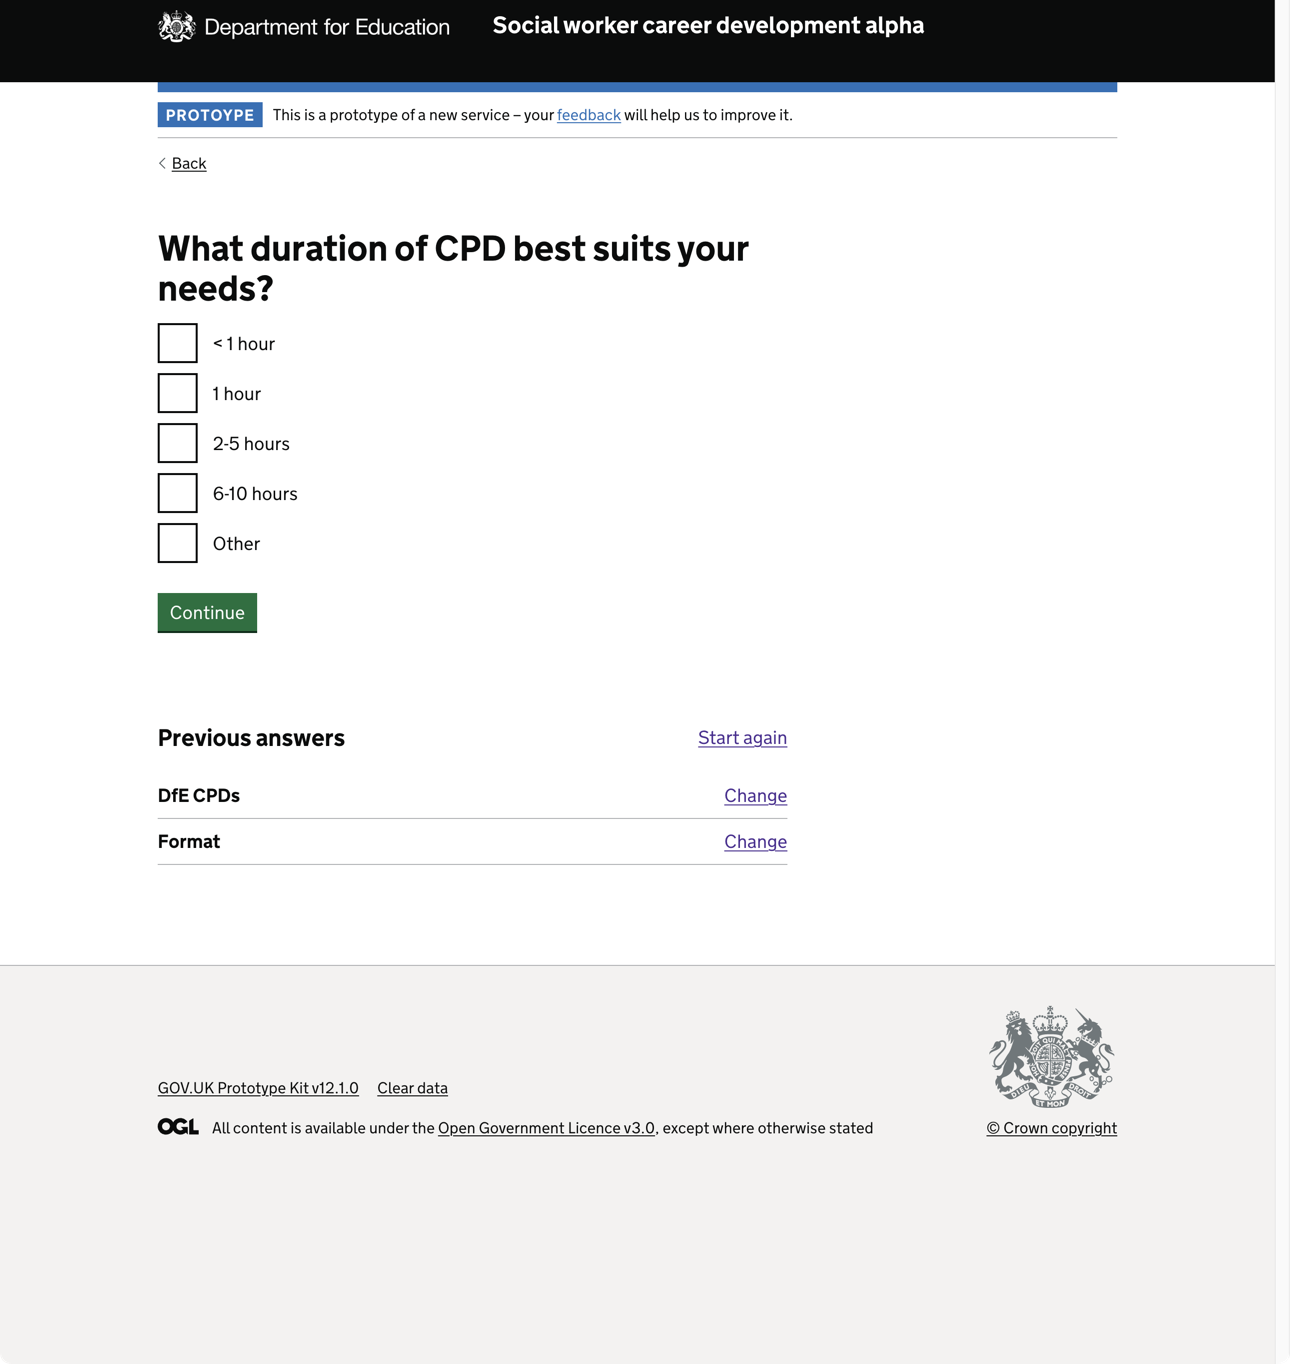 Department for Education Social worker career development alpha
PROTOYPE This is a prototype of a new service – your feedback will help us to improve it.
Back
What duration of CPD best suits your
needs?
< 1 hour
1 hour
2-5 hours
6-10 hours
Other
Continue
Previous answers Start again
DfE CPDs Change
Format Change
GOV.UK Prototype Kit v12.1.0 Clear data
OGL All content is available under the Open Government Licence v3.0, except where otherwise stated
© Crown copyright